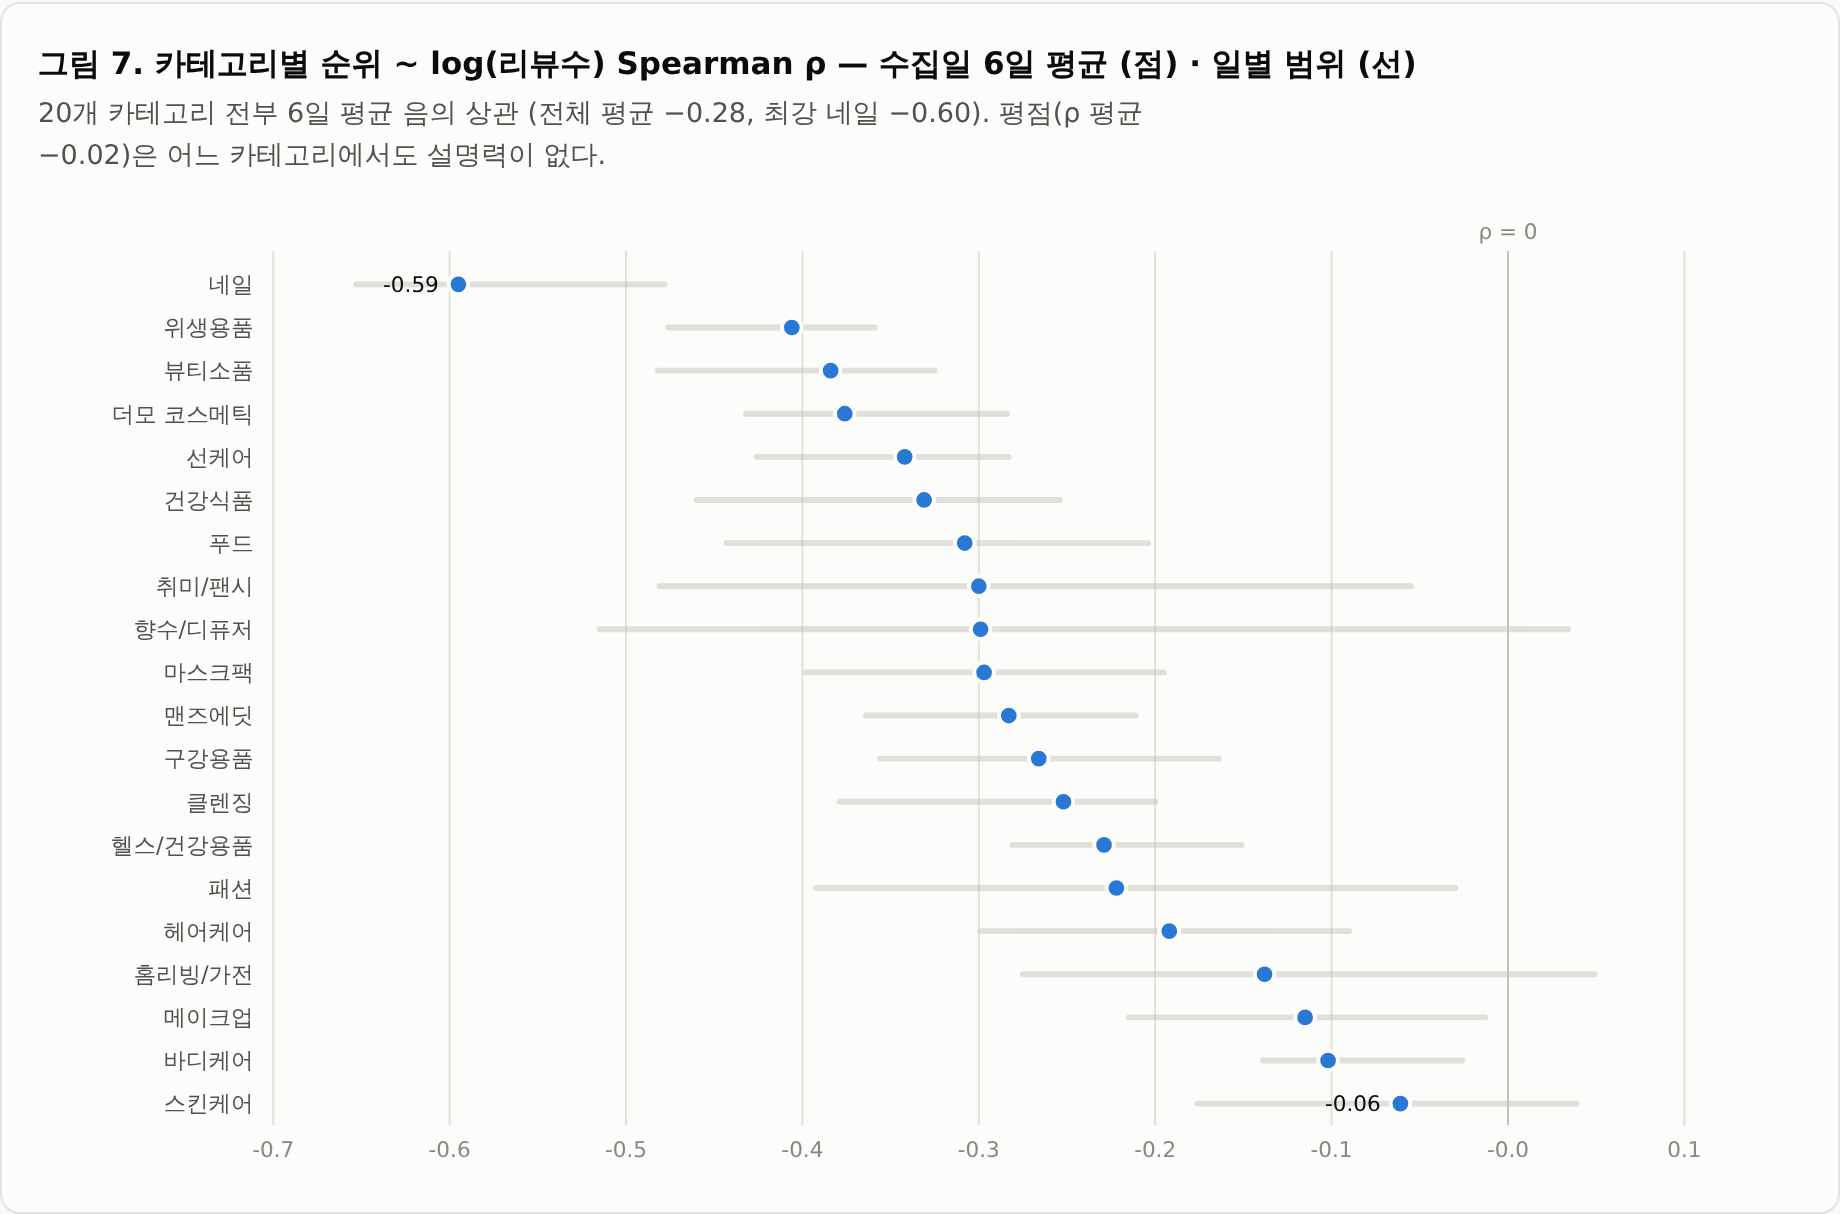 그림 7. 카테고리별 순위 ~ log(리뷰수) Spearman ρ — 수집일 6일 평균 (점) · 일별 범위 (선)
20개 카테고리 전부 6일 평균 음의 상관 (전체 평균 −0.28, 최강 네일 −0.60). 평점(ρ 평균
−0.02)은 어느 카테고리에서도 설명력이 없다.
ρ = 0
네일
-0.59
위생용품
뷰티소품
더모 코스메틱
선케어
건강식품
푸드
취미/팬시
향수/디퓨저
마스크팩
맨즈에딧
구강용품
클렌징
헬스/건강용품
패션
헤어케어
홈리빙/가전
메이크업
바디케어
스킨케어
-0.06
-0.7 -0.6 -0.5 -0.4 -0.3 -0.2 -0.1 -0.0 0.1